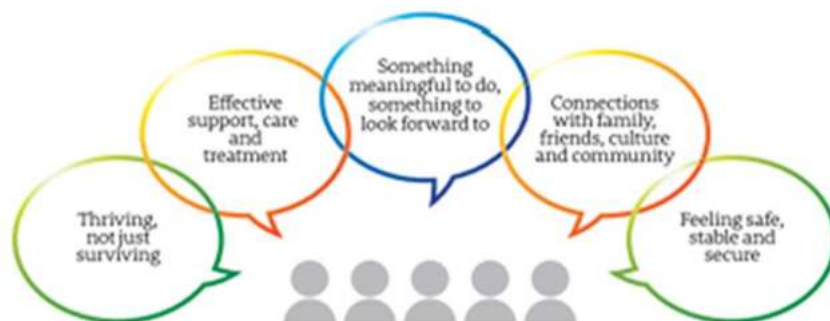 Thriving,
not just
surviving
Effective
support, care
and
treatment
Something
meaningful to do,
something to
look forward to
Connections
with family,
friends, culture
and community
Feeling safe,
stable and
secure